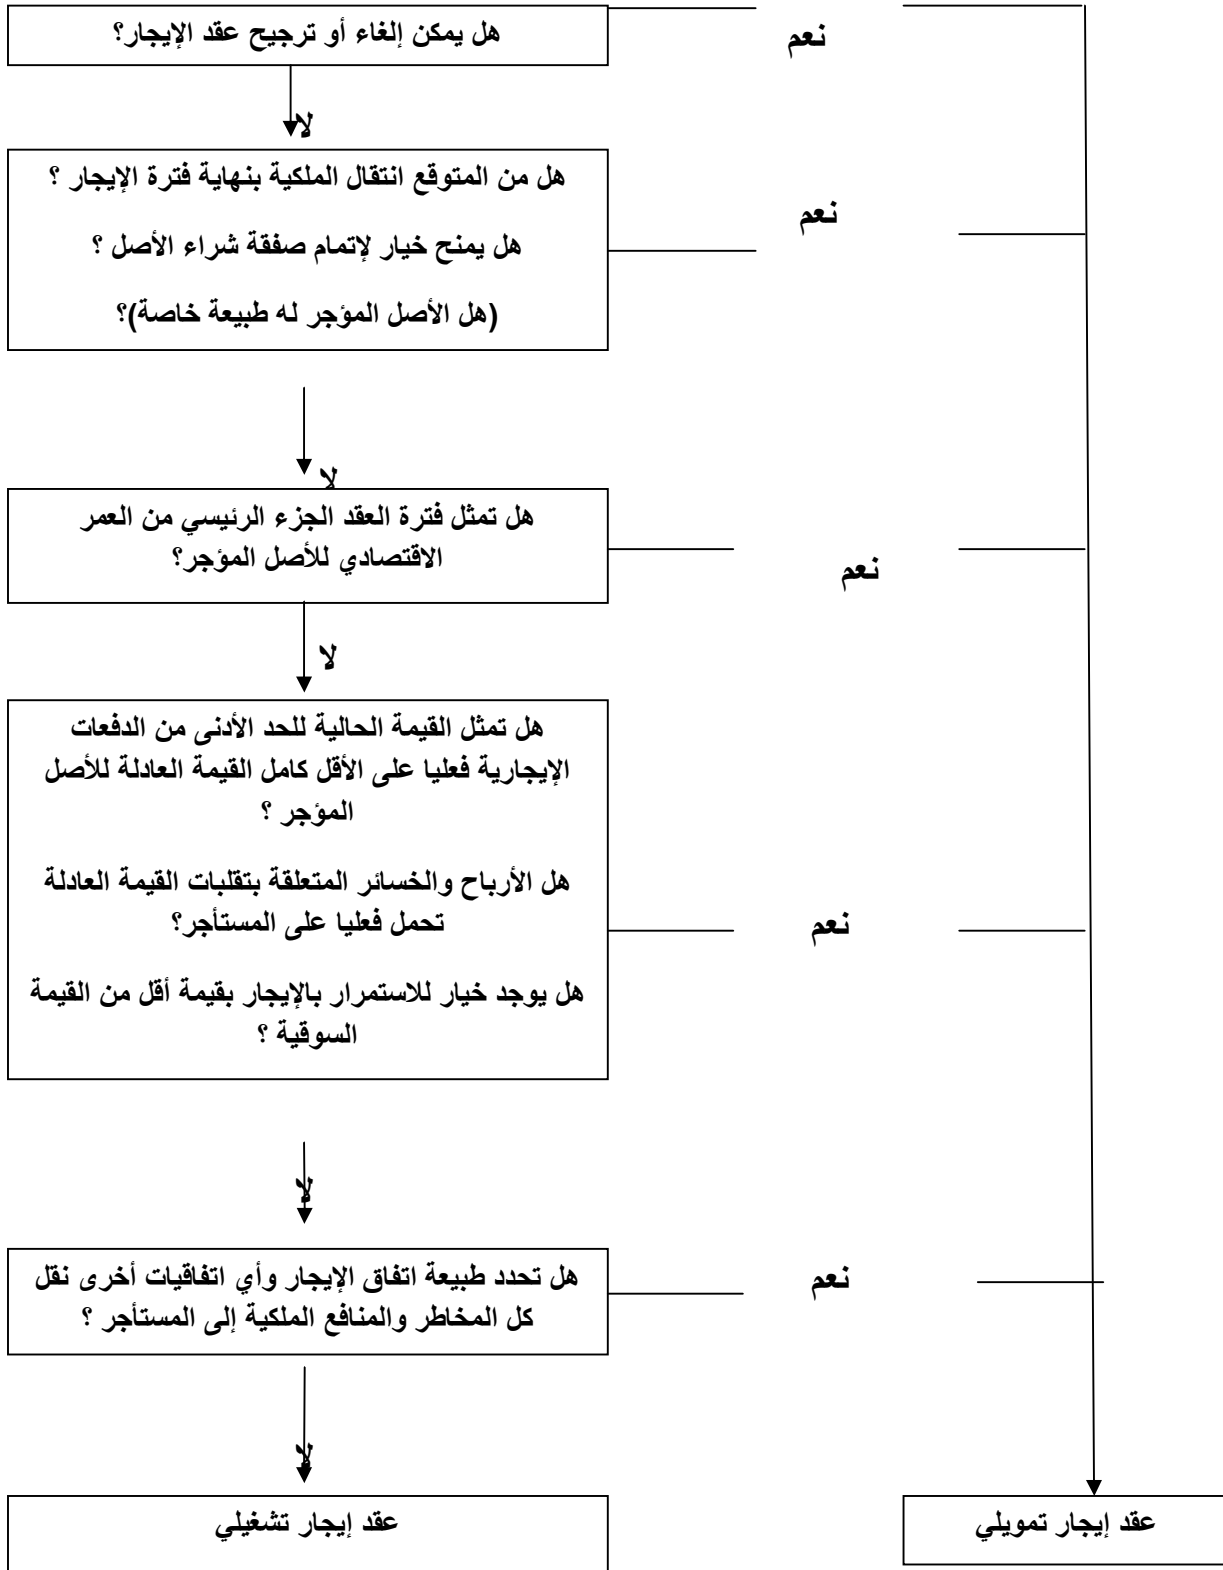 هل يمكن إلغاء أو ترجيح عقد الإيجار؟
نعم
لا
هل من المتوقع انتقال الملكية بنهاية فترة الإيجار ؟
هل يمنح خيار لإتمام صفقة شراء الأصل ؟
(هل الأصل المؤجر له طبيعة خاصة)؟
نعم
لا
هل تمثل فترة العقد الجزء الرئيسي من العمر
الاقتصادي للأصل المؤجر؟
نعم
لا
هل تمثل القيمة الحالية للحد الأدنى من الدفعات
الإيجارية فعليا على الأقل كامل القيمة العادلة للأصل
المؤجر ؟
هل الأرباح والخسائر المتعلقة بتقلبات القيمة العادلة
تحمل فعليا على المستأجر؟
هل يوجد خيار للاستمرار بالإيجار بقيمة أقل من القيمة
السوقية ؟
نعم
لا
هل تحدد طبيعة اتفاق الإيجار وأي اتفاقيات أخرى نقل
كل المخاطر والمنافع الملكية إلى المستأجر ؟
نعم
لا
عقد إيجار تشغيلي
عقد إيجار تمويلي